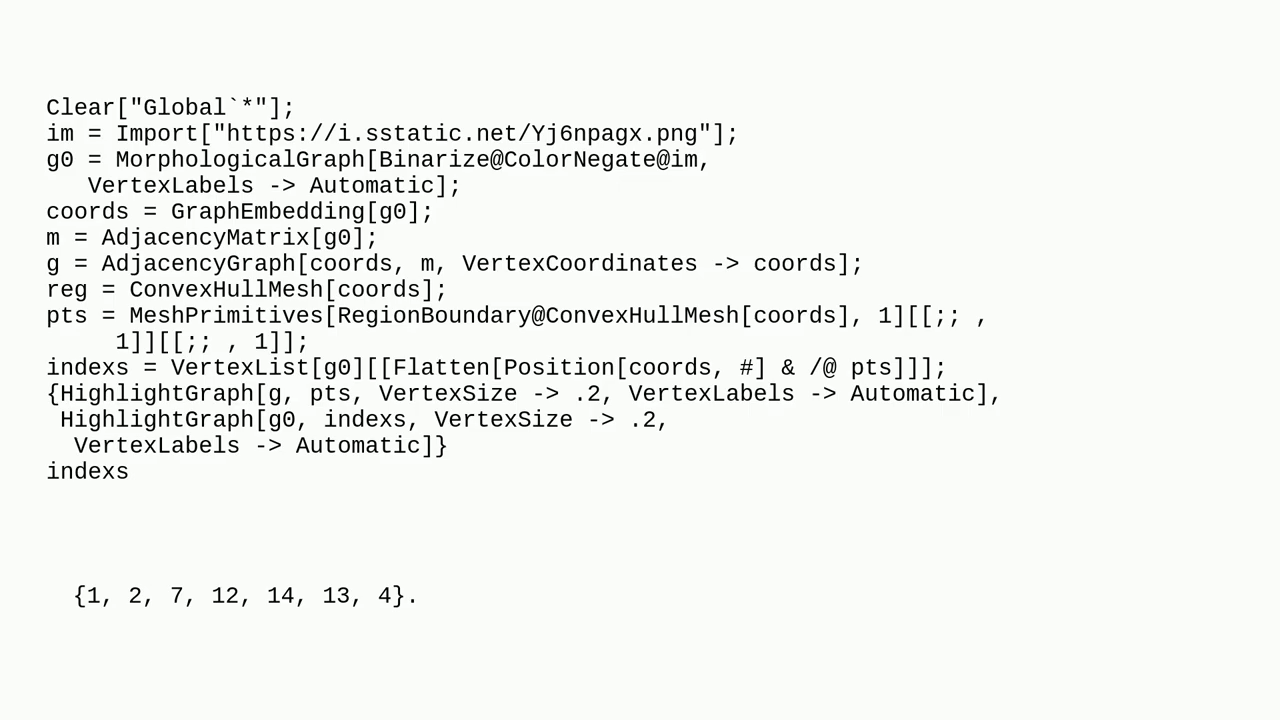 Clear["Global`*"];
im = Import["https://i.sstatic.net/Yj6npagx.png"];
g0 = MorphologicalGraph[Binarize@ColorNegate@im,
   VertexLabels -> Automatic];
coords = GraphEmbedding[g0];
m = AdjacencyMatrix[g0];
g = AdjacencyGraph[coords, m, VertexCoordinates -> coords];
reg = ConvexHullMesh[coords];
pts = MeshPrimitives[RegionBoundary@ConvexHullMesh[coords], 1][[;; ,
     1]][[;; , 1]];
indexs = VertexList[g0][[Flatten[Position[coords, #] & /@ pts]]];
{HighlightGraph[g, pts, VertexSize -> .2, VertexLabels -> Automatic],
 HighlightGraph[g0, indexs, VertexSize -> .2,
  VertexLabels -> Automatic]}
indexs
{1, 2, 7, 12, 14, 13, 4}.